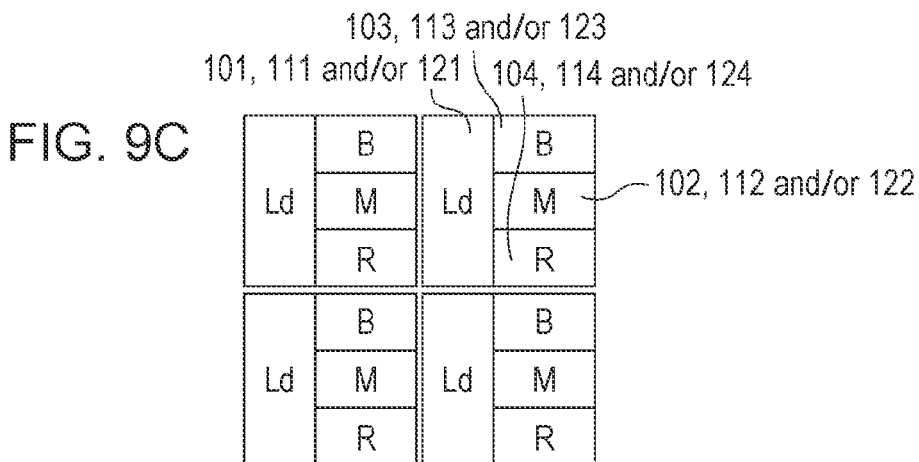 103, 113 and/or 123
101, 111 and/or 121 104, 114 and/or 124
FIG. 9C
B B
Ld M Ld M 102, 112 and/or 122
R R
B B
Ld M Ld M
R R